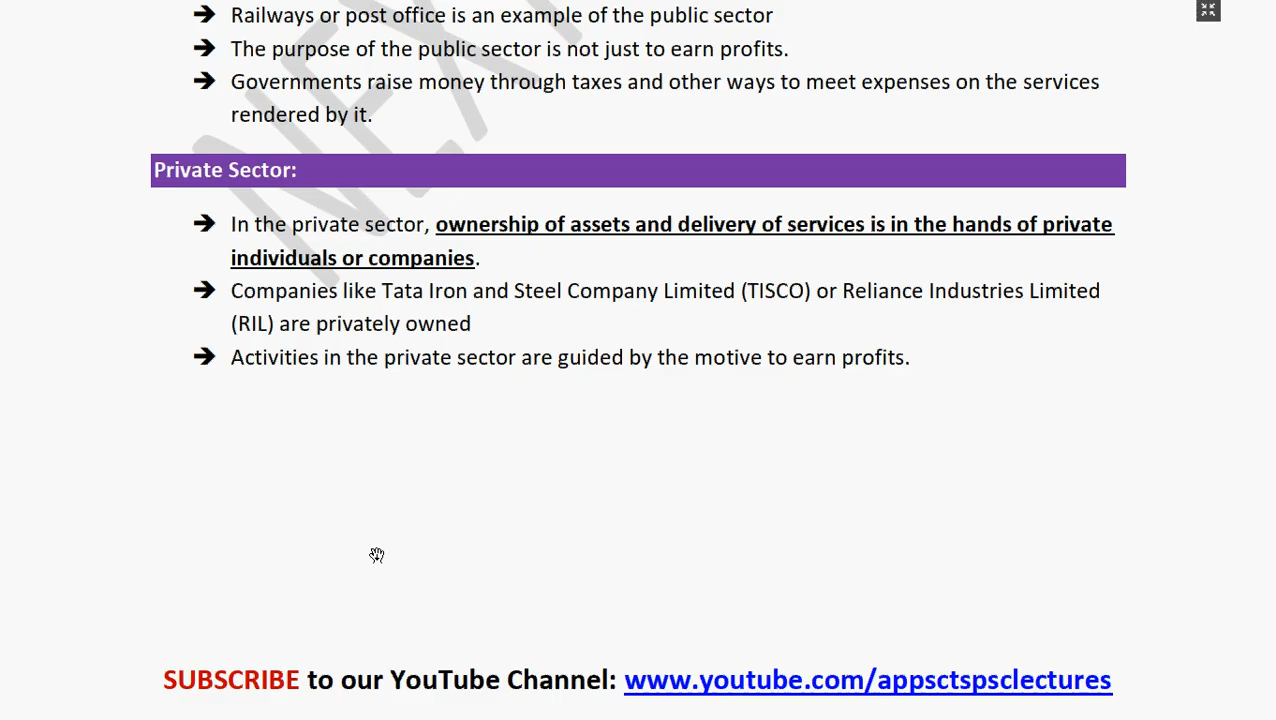 ➔ Railways or post office is an example of the public sector
➔ The purpose of the public sector is not just to earn profits.
➔ Governments raise money through taxes and other ways to meet expenses on the services
rendered by it.
Private Sector:
➔ In the private sector, ownership of assets and delivery of services is in the hands of private
individuals or companies.
➔ Companies like Tata Iron and Steel Company Limited (TISCO) or Reliance Industries Limited
(RIL) are privately owned
➔ Activities in the private sector are guided by the motive to earn profits.
SUBSCRIBE to our YouTube Channel: www.youtube.com/appsctspsclectures